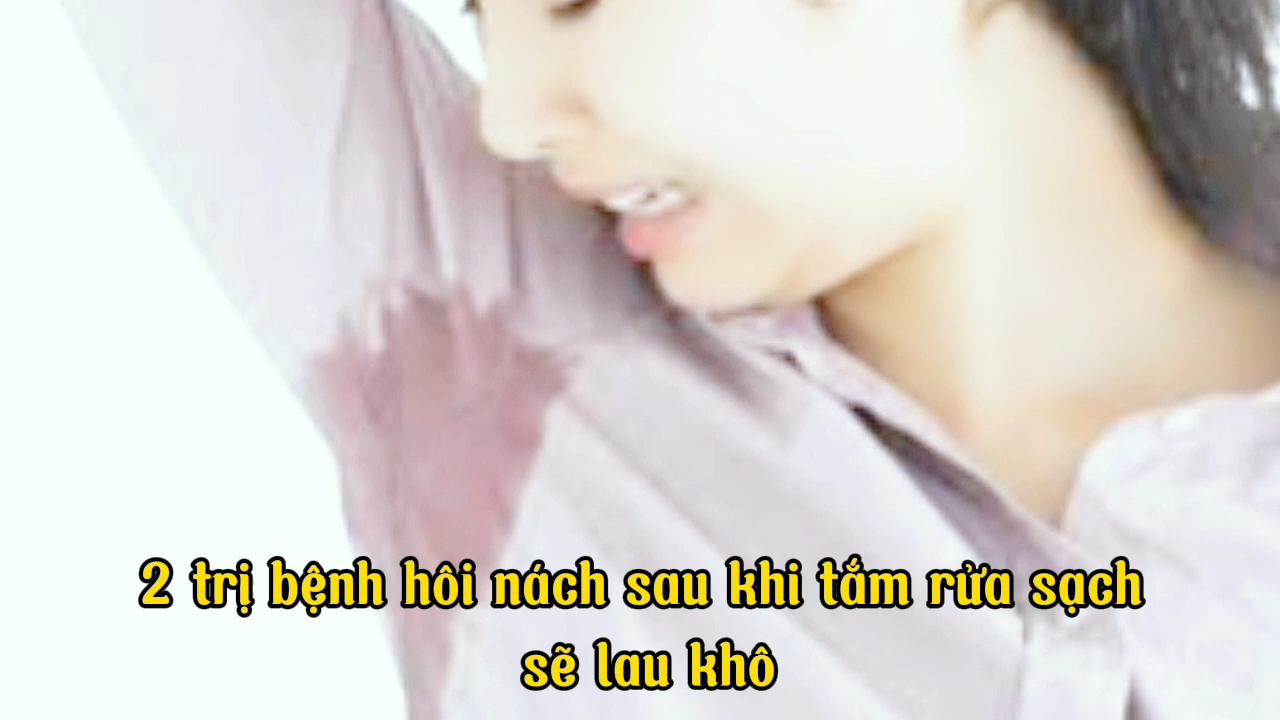 2 trị bệnh hôi nách sau khi tắm rửa sạch
sẽ lau khô